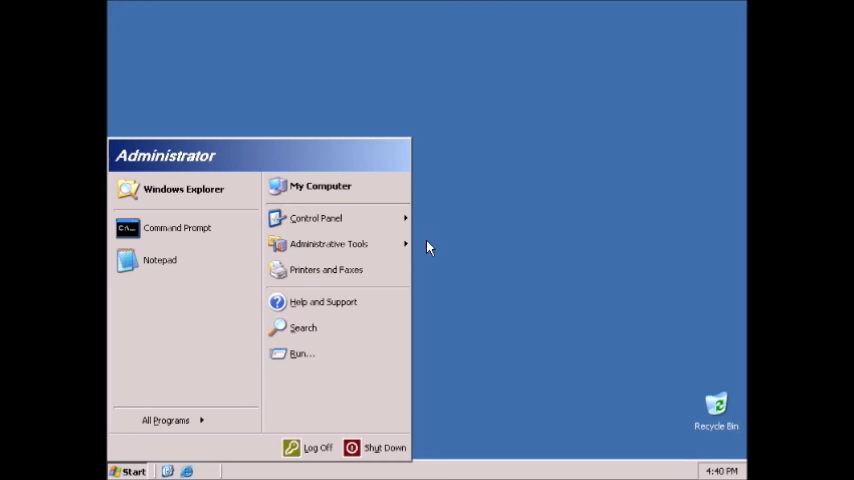 Administrator
Windows Explorer
My Computer
Control Panel
Command Prompt
Administrative Tools
Notepad
Printers and Faxes
Help and Support
Search
Run...
All Programs
Recycle Bin
Log Off
Shut Down
Start
4:40 PM